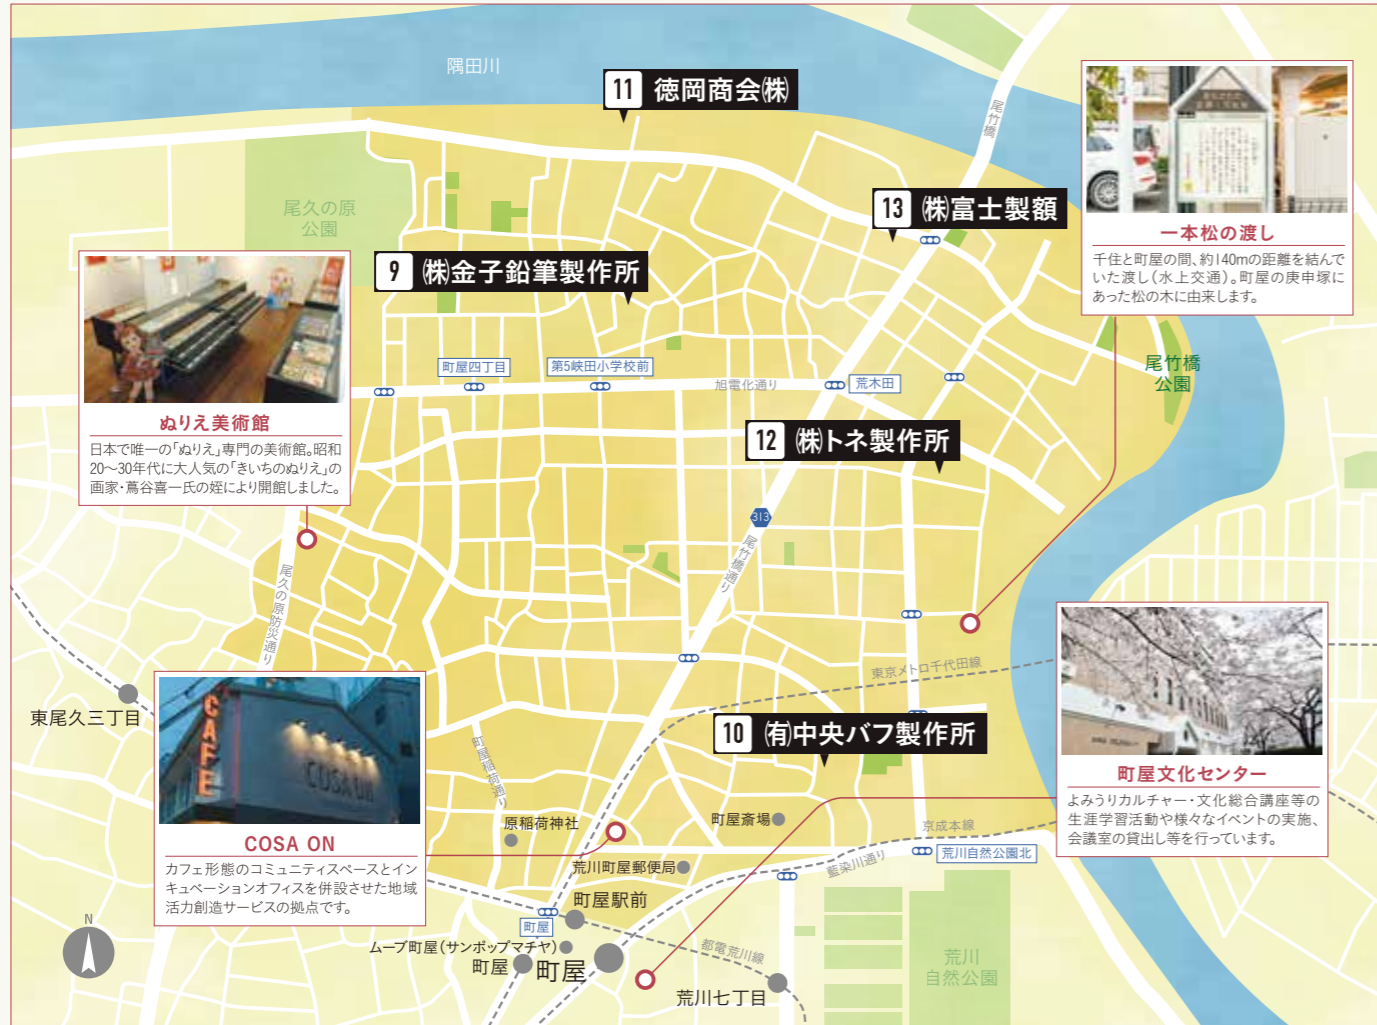 隅田川
11 徳岡商会㈱
尾竹橋
一本松の渡し
千住と町屋の間、約140mの距離を結んで
いた渡し(水上交通)。町屋の庚申塚に
あった松の木に由来します。
13 ㈱富士製額
尾久の原
公園
9 ㈱金子鉛筆製作所
ぬりえ美術館
日本で唯一の「ぬりえ」専門の美術館。昭和
20〜30年代に大人気の「きいちのぬりえ」の
画家・蔦谷喜一氏の姪により開館しました。
町屋四丁目
第5峡田小学校前
旭電化通り
荒木田
尾竹橋
公園
12 ㈱トネ製作所
313
尾竹橋通り
尾久の原防災通り
東京メトロ千代田線
東尾久三丁目
CAFE
COSA ON
COSA ON
カフェ形態のコミュニティスペースとイン
キュベーションオフィスを併設させた地域
活力創造サービスの拠点です。
10 ㈲中央バフ製作所
町屋文化センター
よみうりカルチャー・文化総合講座等の
生涯学習活動や様々なイベントの実施、
会議室の貸出し等を行っています。
町屋稲荷通り
原稲荷神社
町屋斎場
京成本線
荒川自然公園北
藍染川通り
荒川町屋郵便局
町屋駅前
町屋
ムーブ町屋(サンポップマチヤ)
町屋
町屋
都電荒川線
荒川七丁目
荒川
自然公園
N